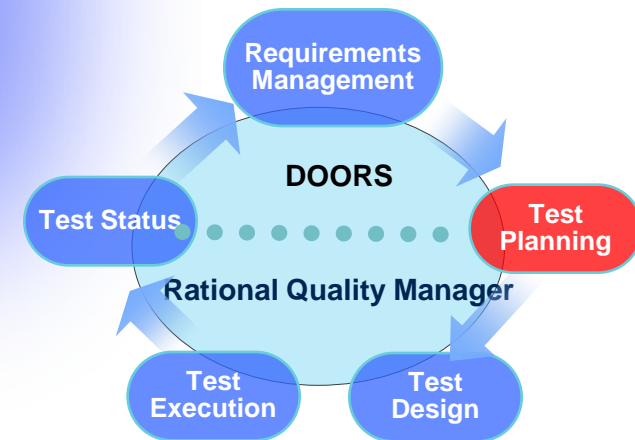 Requirements
Management
DOORS
Test Status
Test
Planning
Rational Quality Manager
Test
Execution
Test
Design